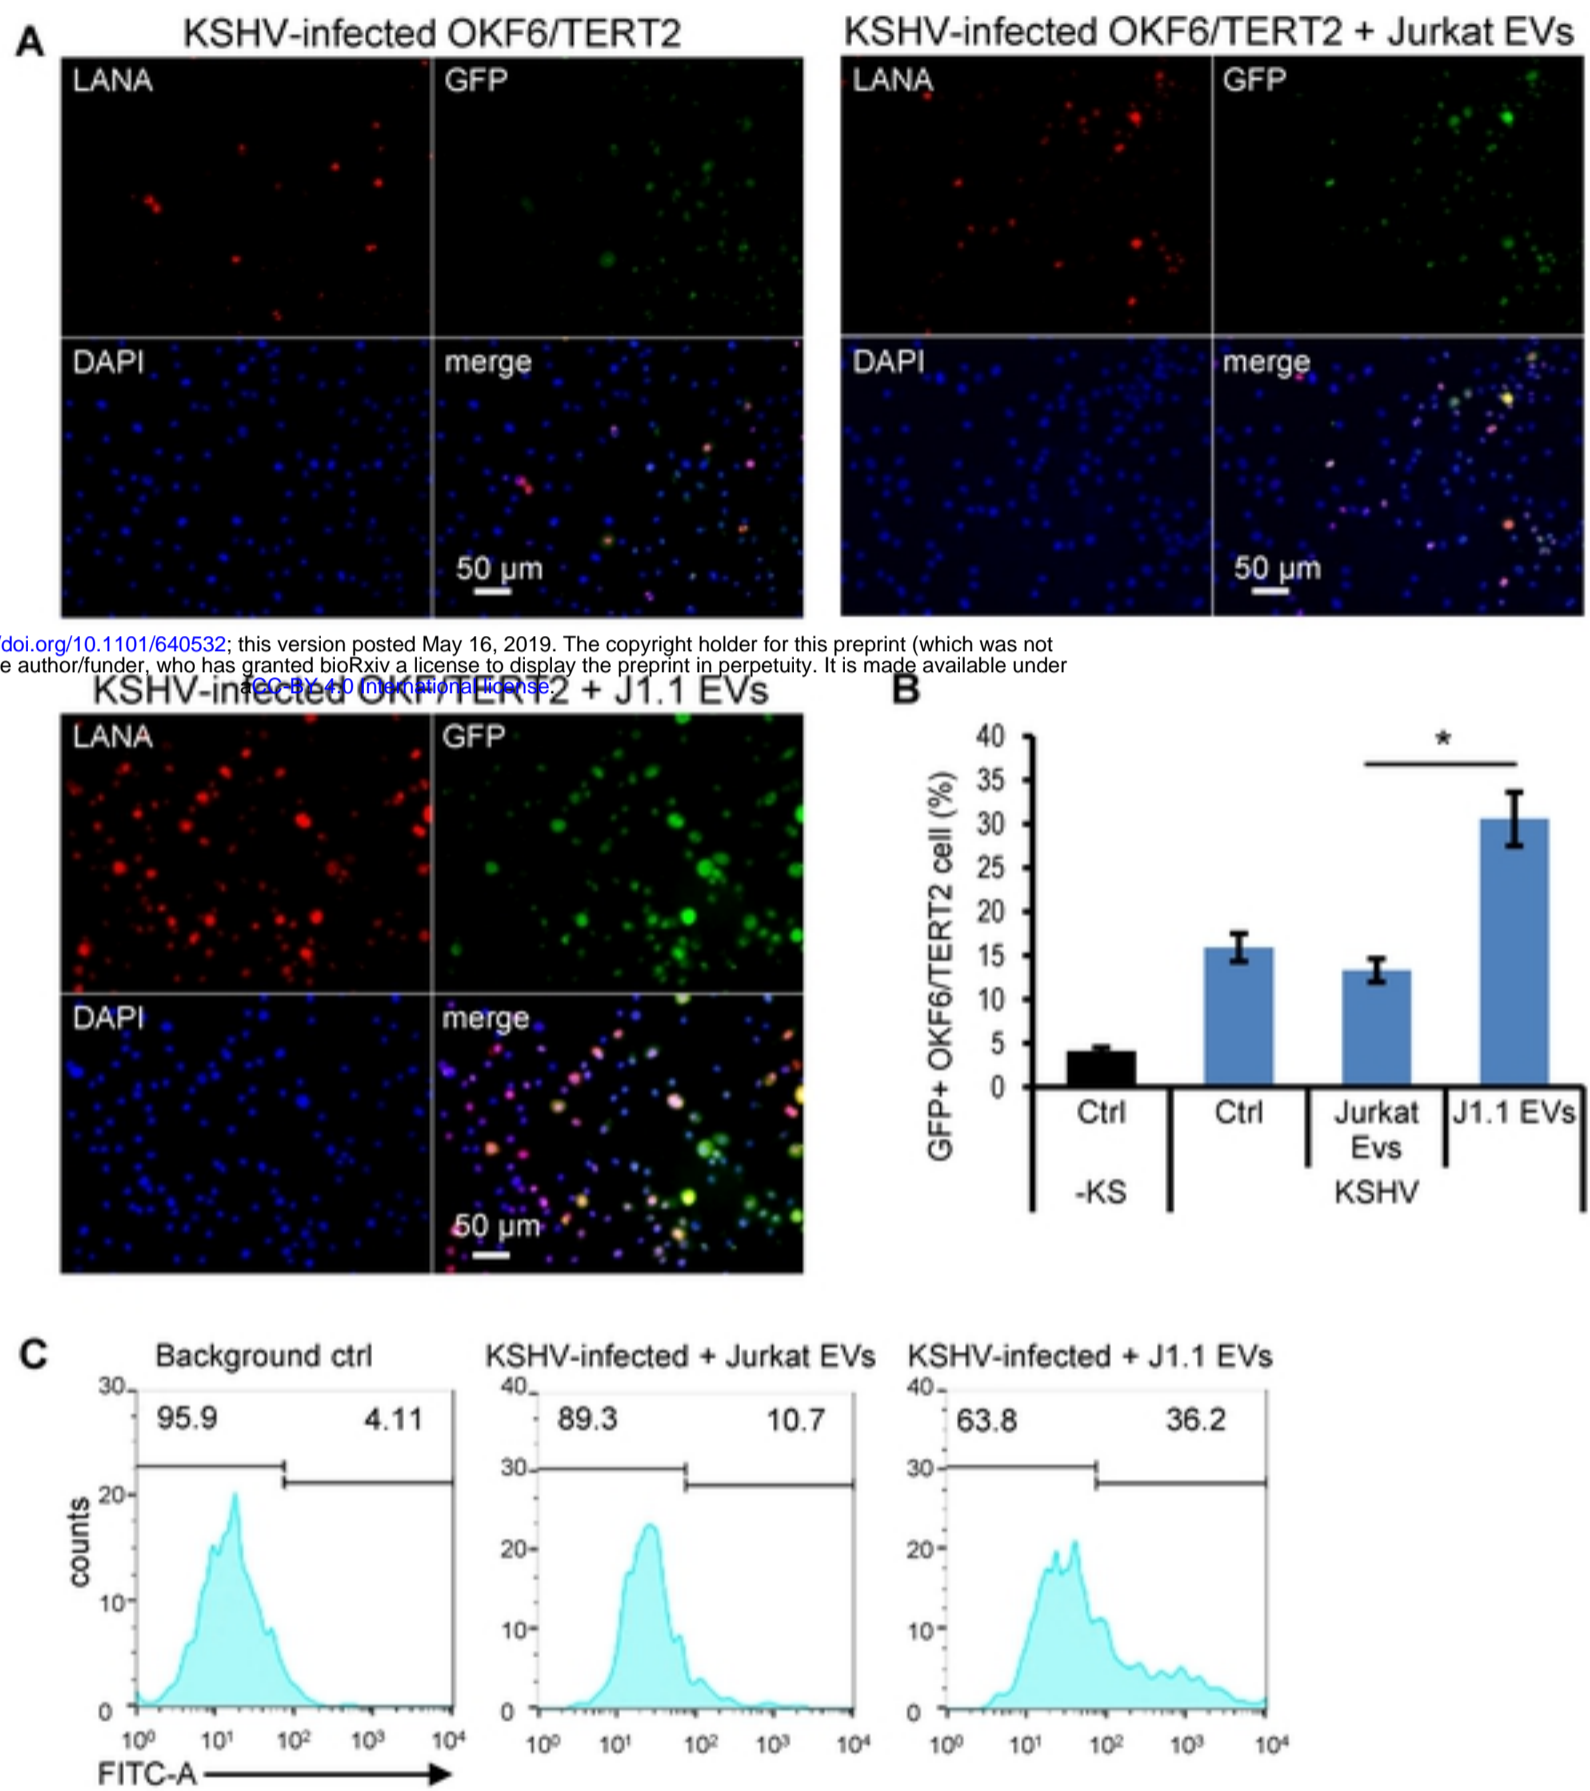 A
KSHV-infected OKF6/TERT2
KSHV-infected OKF6/TERT2 + Jurkat EVs
LANA
GFP
LANA
GFP
DAPI
merge
DAPI
merge
50 µm
50 µm
/doi.org/10.1101/640532; this version posted May 16, 2019. The copyright holder for this preprint (which was not
e author/funder, who has granted bioRxiv a license to display the preprint in perpetuity. It is made available under
aCC-BY 4.0 International license.
KSHV-infected OKF/TERT2 + J1.1 EVs
LANA
GFP
DAPI
merge
50 µm
B
GFP+ OKF6/TERT2 cell (%)
40
35
30
25
20
15
10
5
0
*
Ctrl
Ctrl
Jurkat
Evs
J1.1 EVs
-KS
KSHV
C
Background ctrl
KSHV-infected + Jurkat EVs
KSHV-infected + J1.1 EVs
counts
30
20
10
0
95.9
4.11
10⁰ 10¹ 10² 10³ 10⁴
FITC-A
40
30
20
10
0
89.3
10.7
10⁰ 10¹ 10² 10³ 10⁴
40
30
20
10
0
63.8
36.2
10⁰ 10¹ 10² 10³ 10⁴